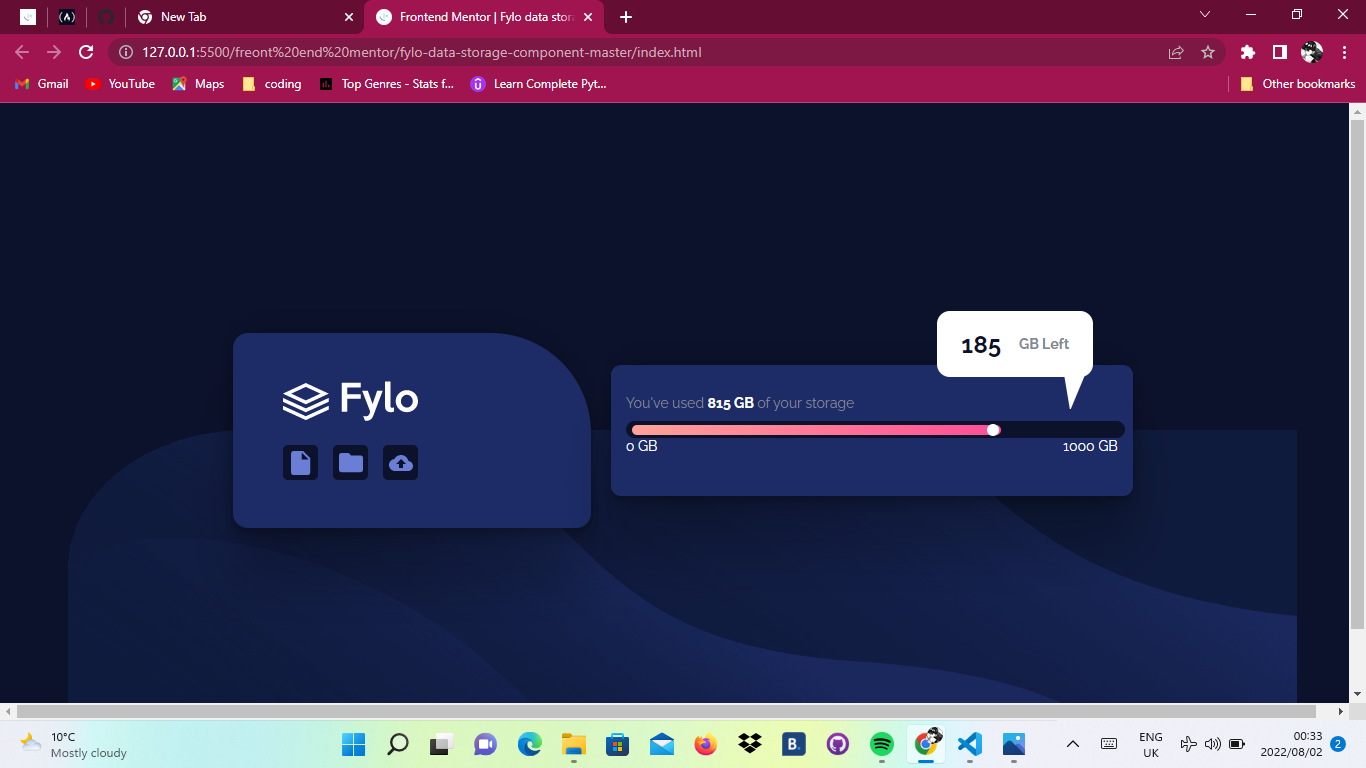 New Tab
Frontend Mentor | Fylo data stor
127.0.0.1:5500/freont%20end%20mentor/fylo-data-storage-component-master/index.html
Gmail
YouTube
Maps
coding
Top Genres - Stats f...
Learn Complete Pyt...
Other bookmarks
185 GB Left
Fylo
You've used 815 GB of your storage
0 GB
1000 GB
10°C
Mostly cloudy
B.
ENG
UK
00:33
2022/08/02
2